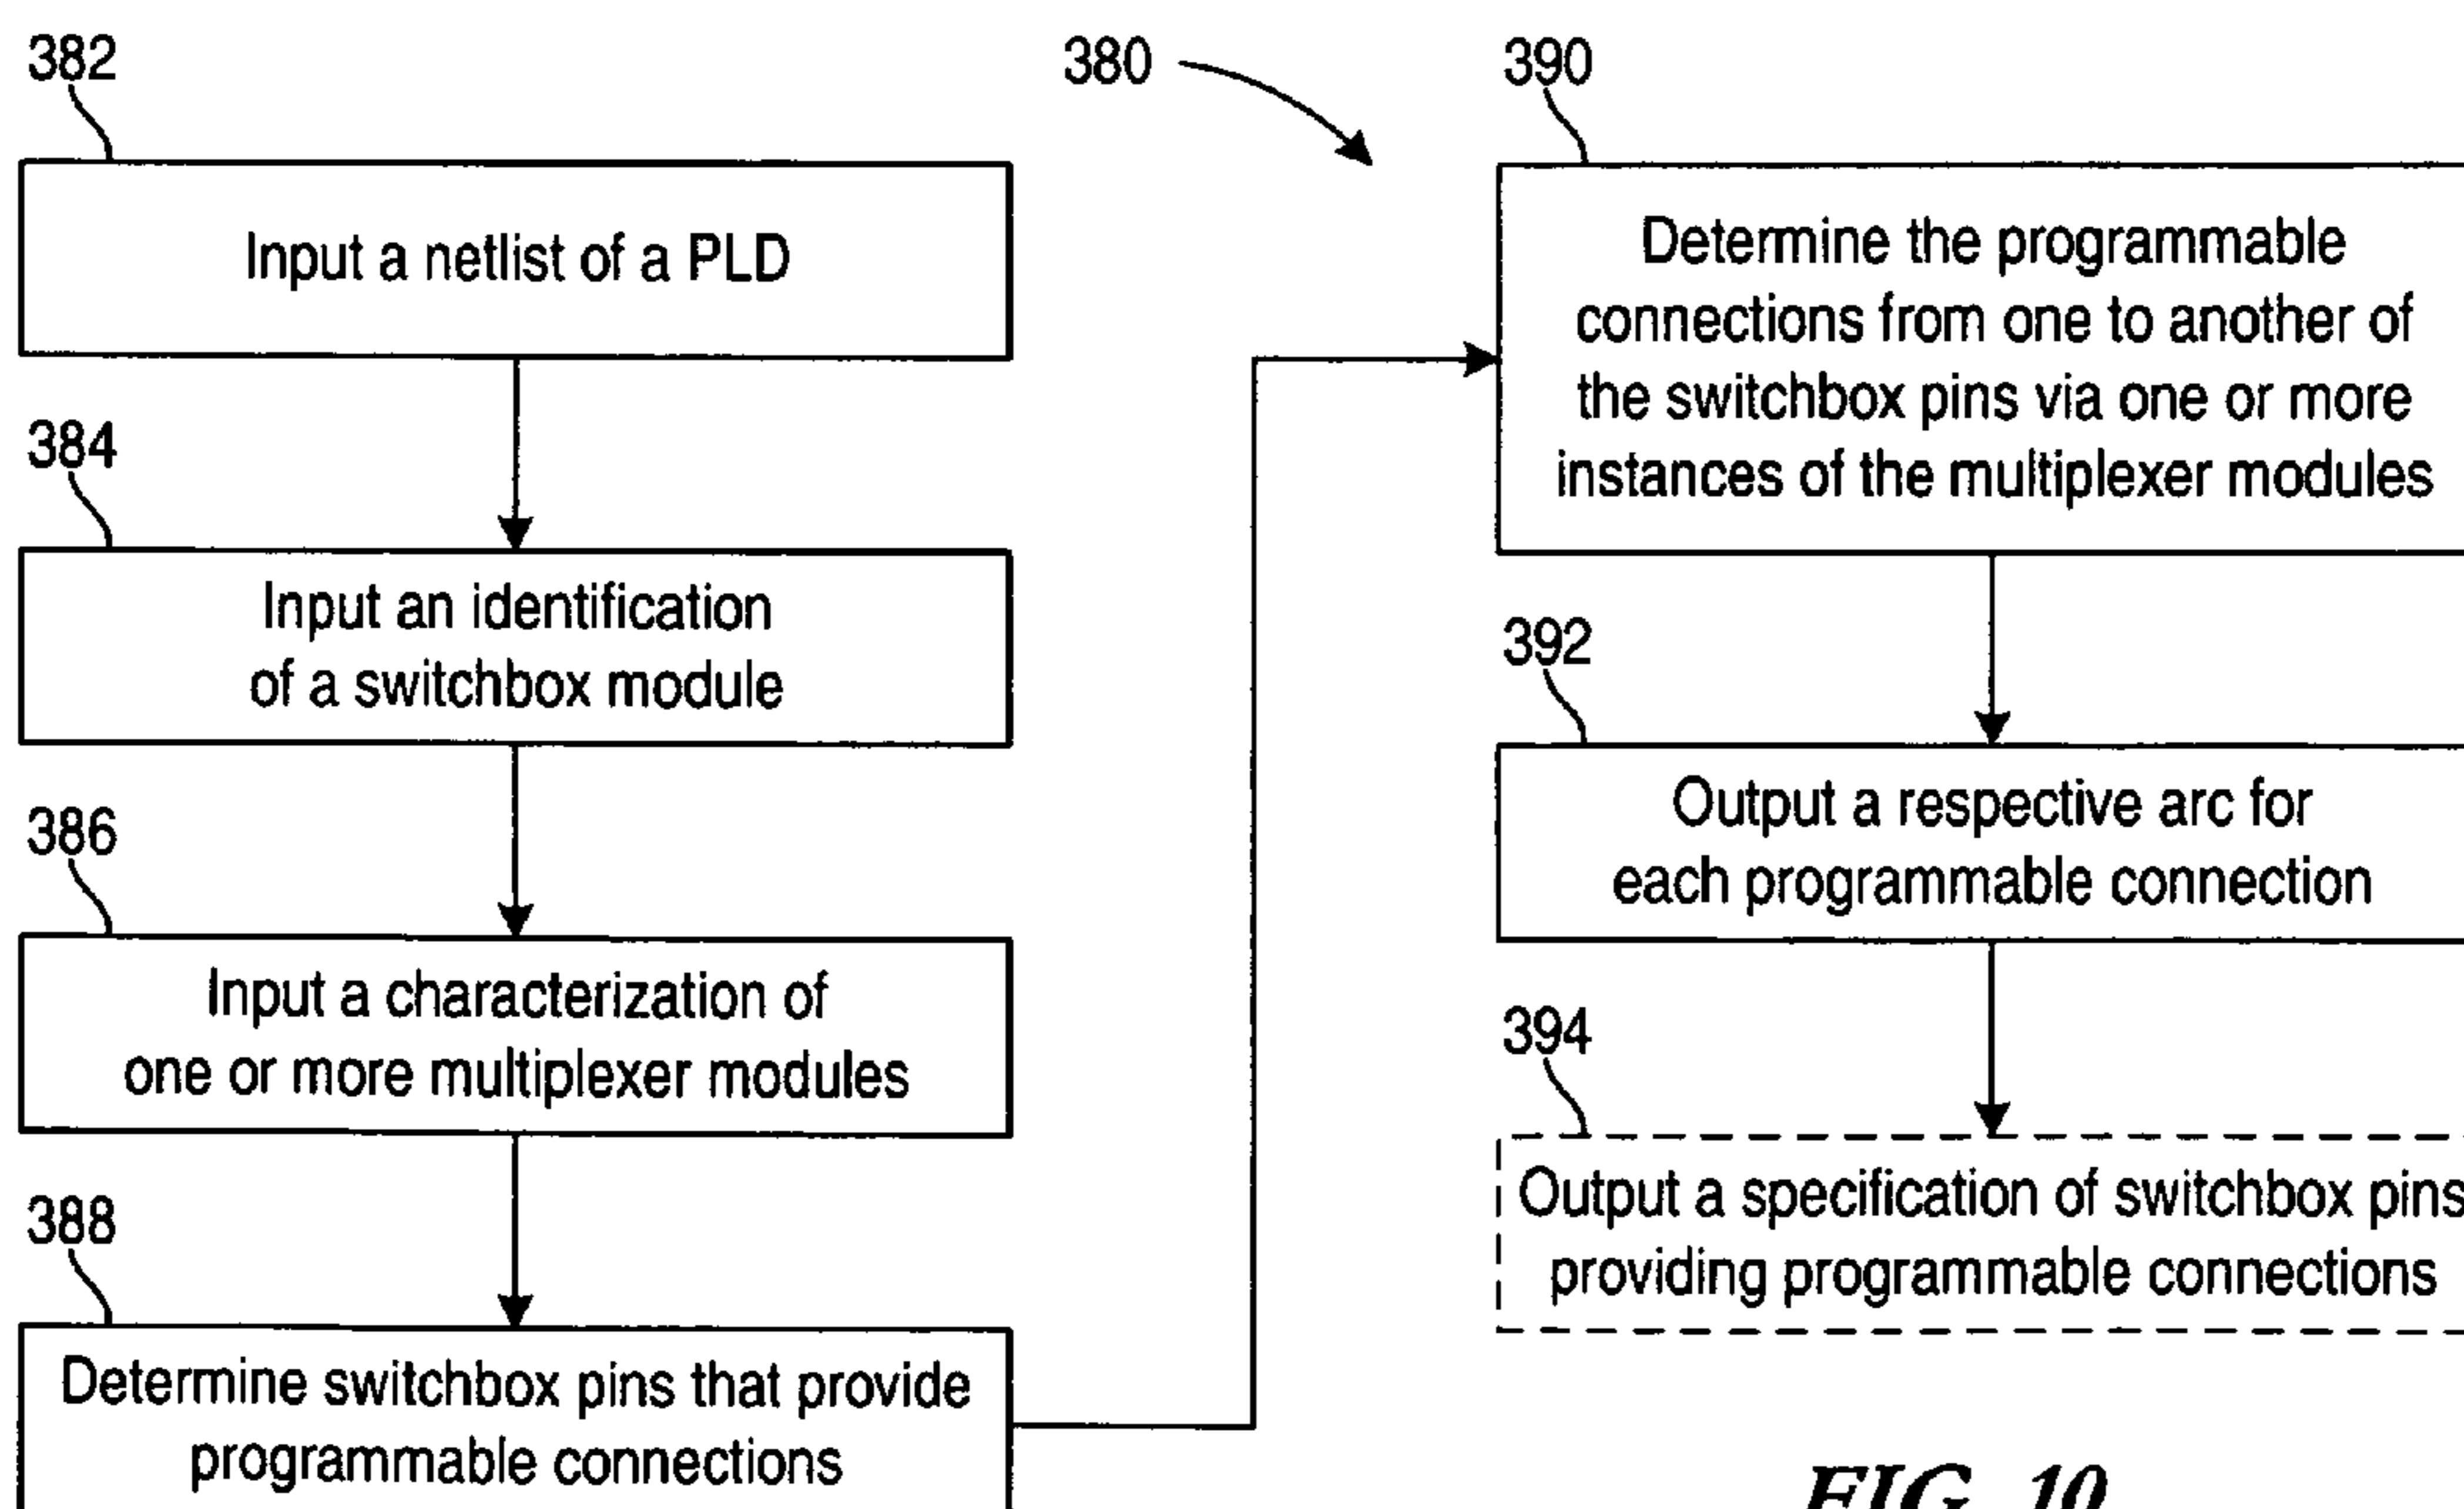 382
Input a netlist of a PLD
384
Input an identification
of a switchbox module
386
Input a characterization of
one or more multiplexer modules
388
Determine switchbox pins that provide
programmable connections
380
390
Determine the programmable
connections from one to another of
the switchbox pins via one or more
instances of the multiplexer modules
392
Output a respective arc for
each programmable connection
394
Output a specification of switchbox pins
providing programmable connections
FIG. 10